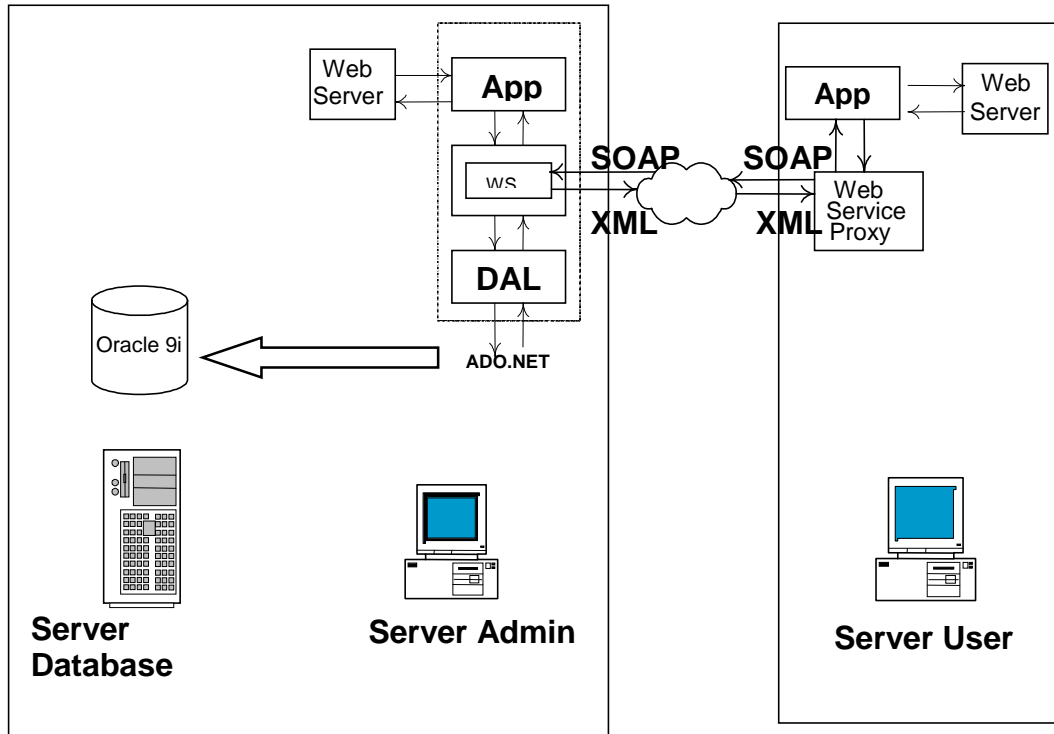 Web
Server
App
App
Web
Server
SOAP
SOAP
WS
XML
XML
Web
Service
Proxy
DAL
Oracle 9i
ADO.NET
Server
Database
Server Admin
Server User